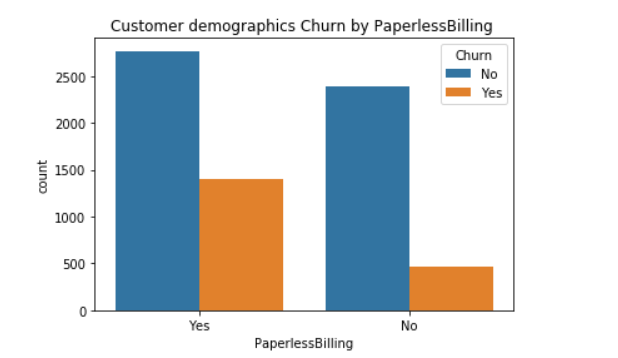 Customer demographics Churn by PaperlessBilling
Churn
No
Yes
2500
2000
1500
1000
500
0
count
Yes
No
PaperlessBilling